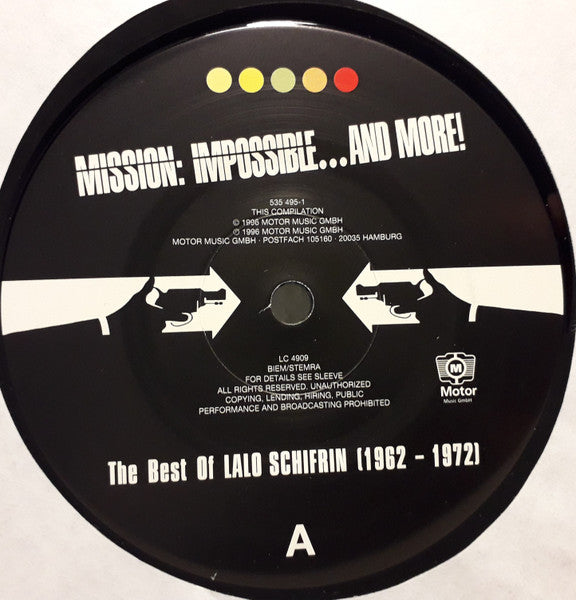 MISSION: IMPOSSIBLE...AND MORE!
535 495-1
THIS COMPILATION
℗ 1996 MOTOR MUSIC GMBH
© 1996 MOTOR MUSIC GMBH
MOTOR MUSIC GMBH · POSTFACH 105160 · 20035 HAMBURG
LC 4909
BIEM/STEMRA
FOR DETAILS SEE SLEEVE
ALL RIGHTS RESERVED. UNAUTHORIZED
COPYING, LENDING, HIRING, PUBLIC
PERFORMANCE AND BROADCASTING PROHIBITED
M
Motor
Music GmbH
The Best Of LALO SCHIFRIN (1962 - 1972)
A